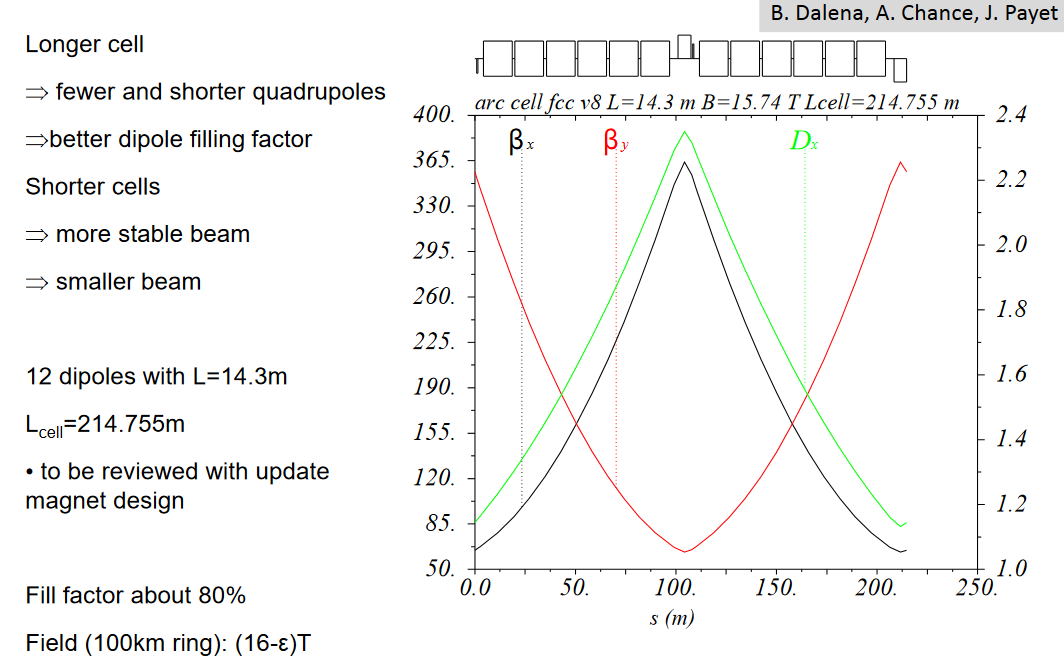 B. Dalena, A. Chance, J. Payet
Longer cell
⇒ fewer and shorter quadrupoles
⇒better dipole filling factor
Shorter cells
⇒ more stable beam
⇒ smaller beam
12 dipoles with L=14.3m
Lcell=214.755m
• to be reviewed with update
magnet design
Fill factor about 80%
Field (100km ring): (16-ε)T
arc cell fcc v8 L=14.3 m B=15.74 T Lcell=214.755 m
βx βy Dx
400. 2.4
365.
2.2
330.
295. 2.0
260.
1.8
225.
190. 1.6
155.
1.4
120.
1.2
85.
50. 1.0
0.0 50. 100. 150. 200. 250.
s (m)